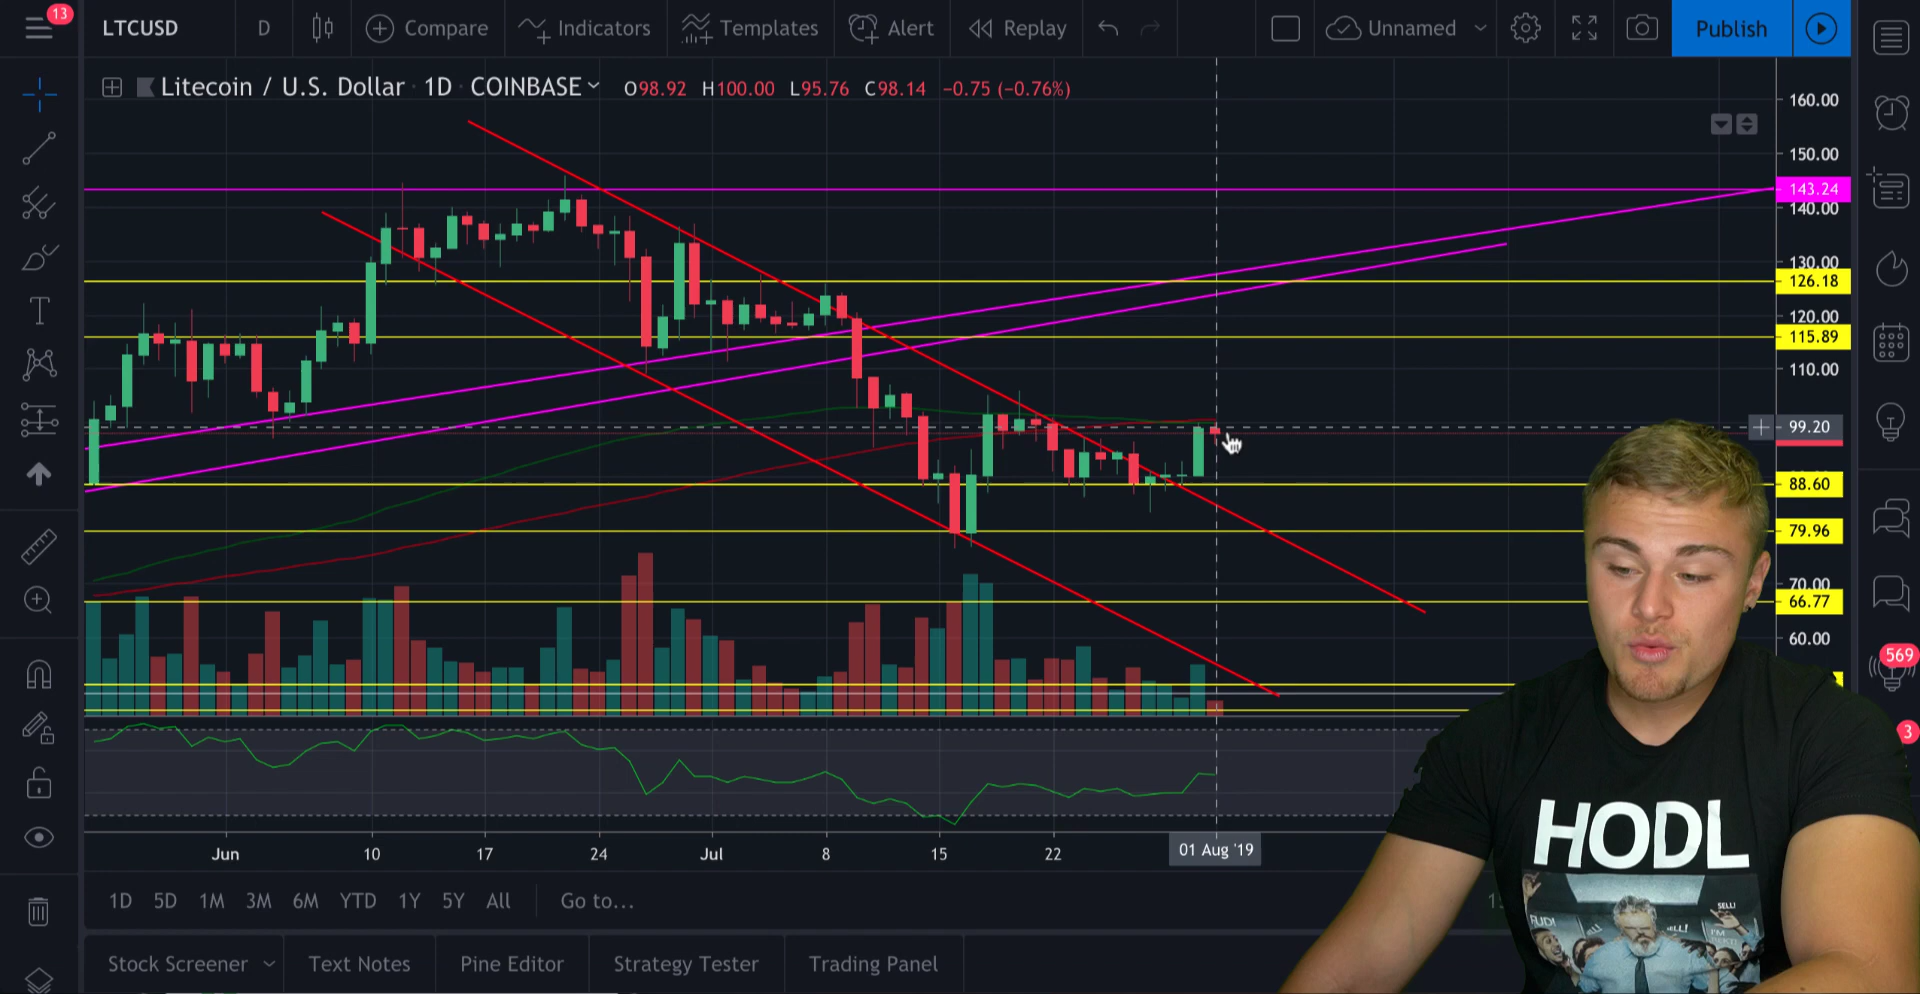 13
LTCUSD D Compare Indicators Templates Alert Replay Unnamed Publish
Litecoin / U.S. Dollar · 1D · COINBASE O98.92 H100.00 L95.76 C98.14 −0.75 (−0.76%)
160.00
150.00
143.24
140.00
130.00
126.18
120.00
115.89
110.00
99.20
88.60
79.96
70.00
66.77
60.00
569
3
Jun 10 17 24 Jul 8 15 22 01 Aug '19
1D 5D 1M 3M 6M YTD 1Y 5Y All Go to...
Stock Screener Text Notes Pine Editor Strategy Tester Trading Panel
HODL
SELL!
I'M